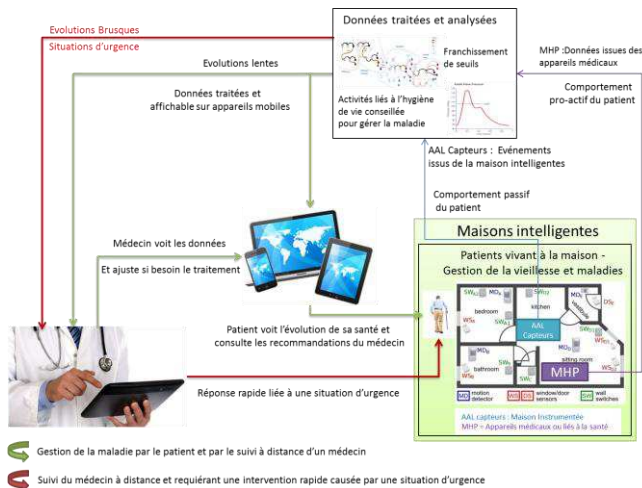 Données traitées et analysées
Evolutions Brusques
Situations d'urgence
Franchissement
de seuils
Evolutions lentes
Données traitées et
affichable sur appareils mobiles
Activités liés à l'hygiène
de vie conseillée
pour gérer la maladie
MHP :Données issues des
appareils médicaux
Comportement
pro-actif du patient
AAL Capteurs : Evénements
issus de la maison intelligentes
Comportement passif
du patient
Médecin voit les données
Et ajuste si besoin le traitement
Maisons intelligentes
Patients vivant à la maison -
Gestion de la vieillesse et maladies
bedroom
kitchen
AAL
Capteurs
bathroom
sitting room
MHP
MD motion detector
WS DS window/door sensors
SW wall switches
AAL capteurs : Maison Instrumentée
MHP = Appareils médicaux ou liés à la santé
Patient voit l'évolution de sa santé et
consulte les recommandations du médecin
Réponse rapide liée à une situation d'urgence
Gestion de la maladie par le patient et par le suivi à distance d'un médecin
Suivi du médecin à distance et requiérant une intervention rapide causée par une situation d'urgence